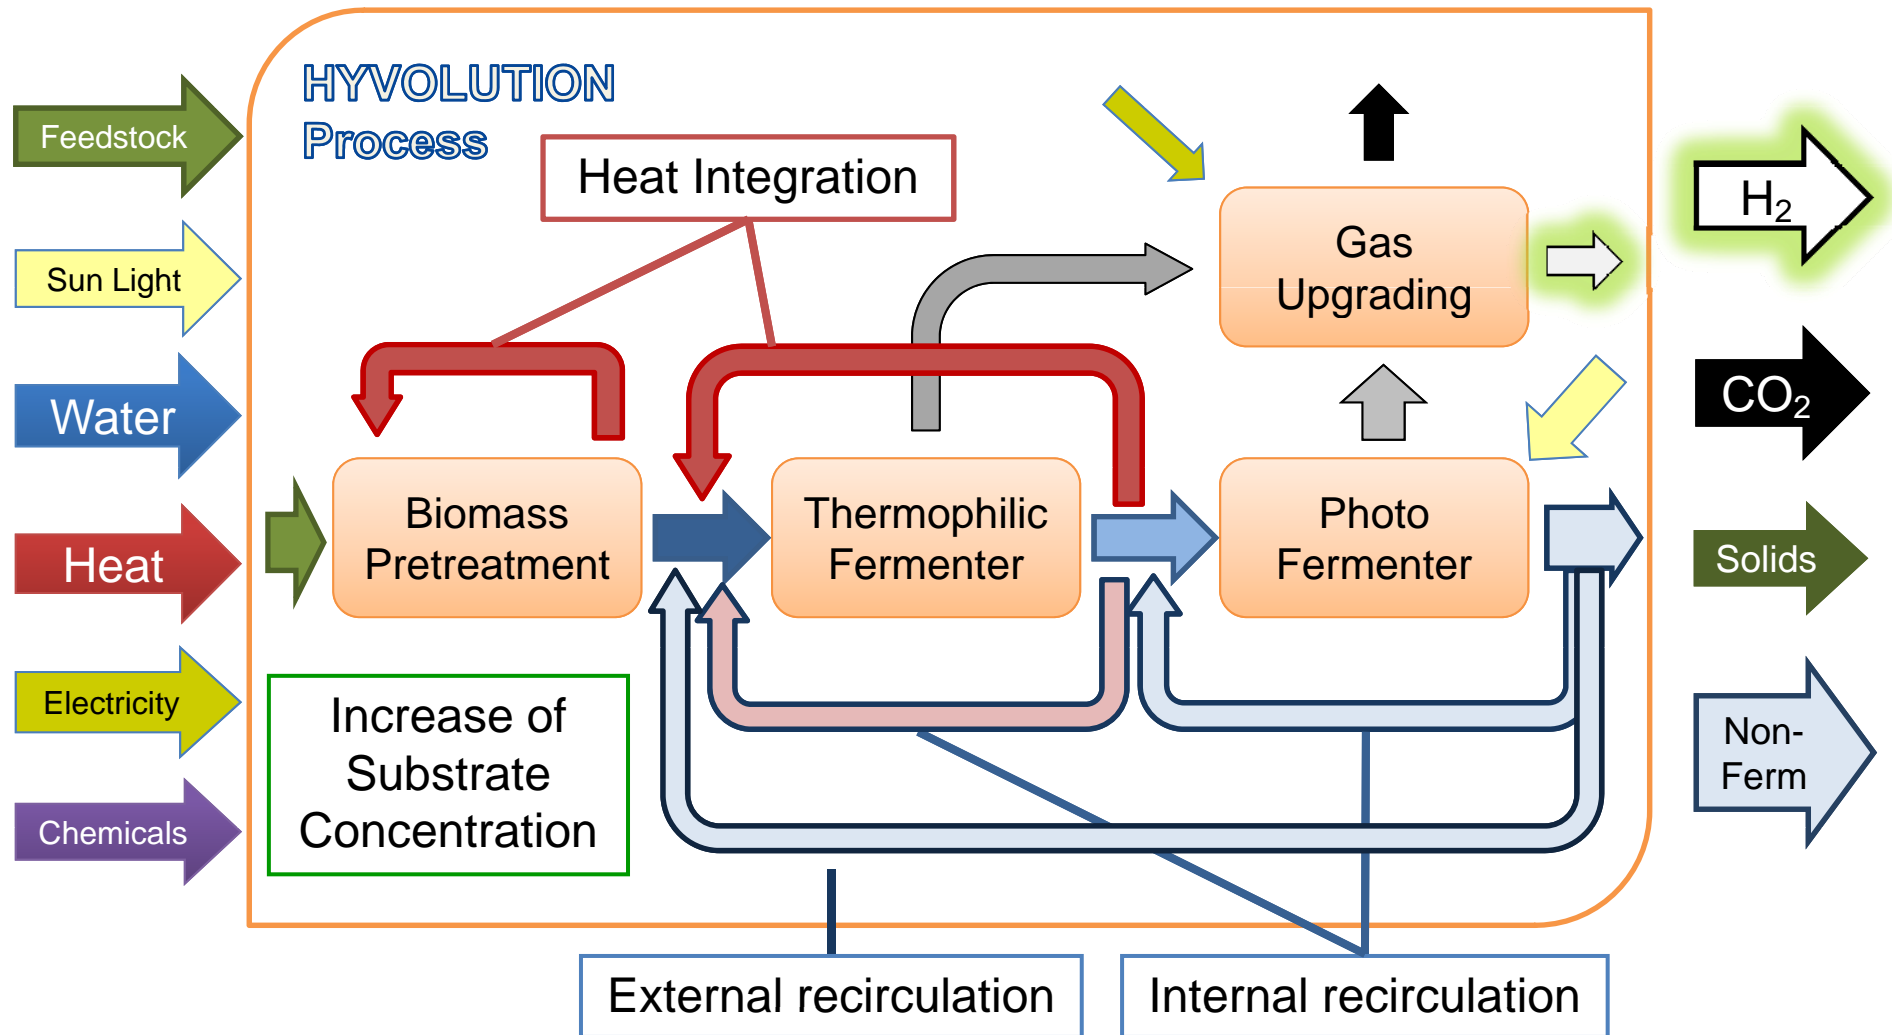 HYVOLUTION
Process
Feedstock
Sun Light
Water
Heat
Electricity
Chemicals
Heat Integration
Gas
Upgrading
Biomass
Pretreatment
Thermophilic
Fermenter
Photo
Fermenter
Increase of
Substrate
Concentration
External recirculation
Internal recirculation
H₂
CO₂
Solids
Non-
Ferm